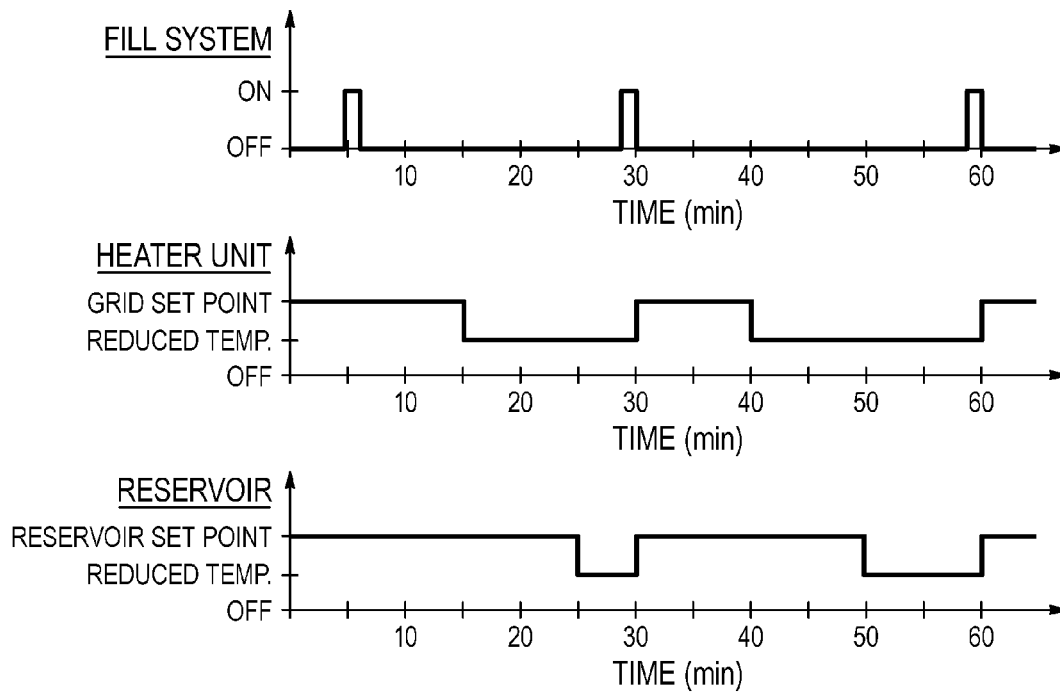 FILL SYSTEM
ON
OFF
10 20 30 40 50 60
TIME (min)
HEATER UNIT
GRID SET POINT
REDUCED TEMP.
OFF
10 20 30 40 50 60
TIME (min)
RESERVOIR
RESERVOIR SET POINT
REDUCED TEMP.
OFF
10 20 30 40 50 60
TIME (min)